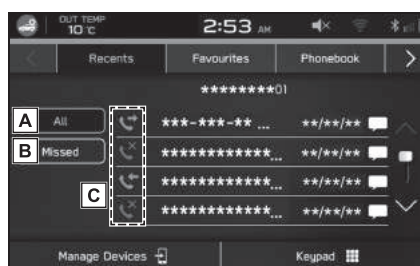 OUT TEMP
10 °C
2:53 AM
Recents Favourites Phonebook
********01
A All
***-***-** ... **/**/**
B Missed
************... **/**/**
C
************... **/**/**
************... **/**/**
Manage Devices Keypad